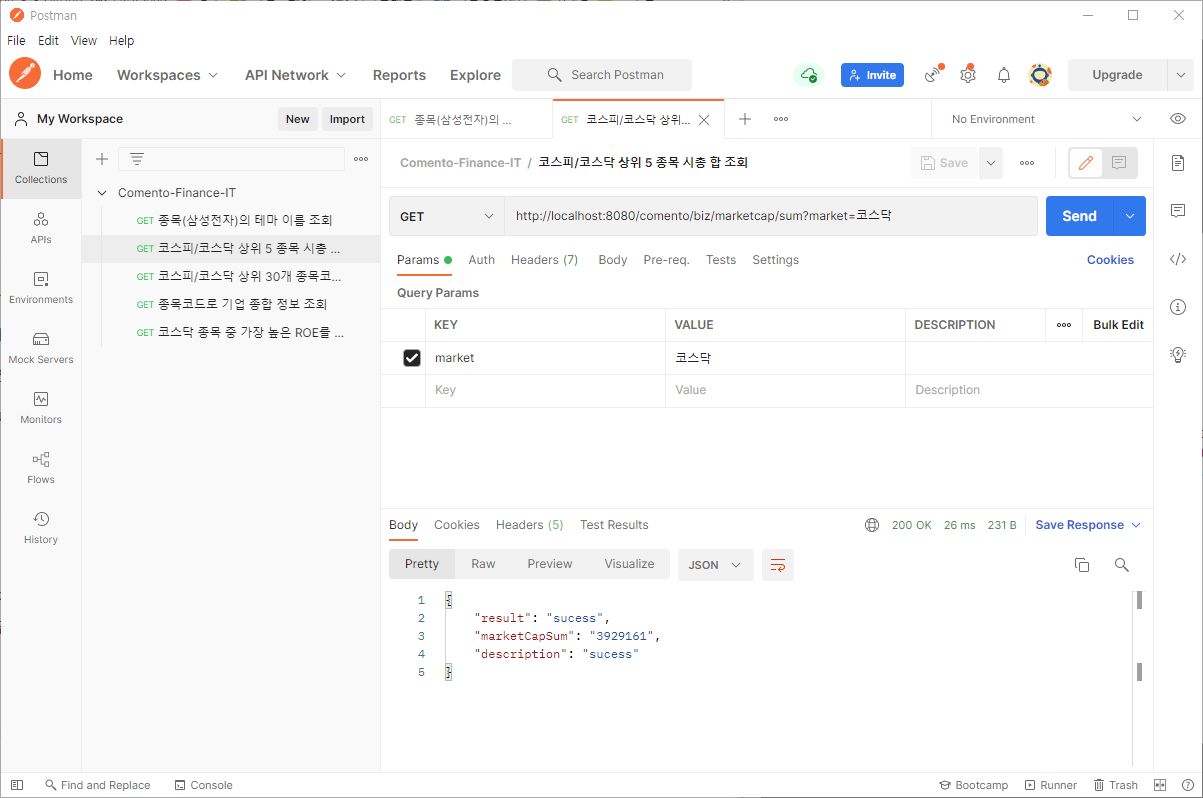 Postman
File Edit View Help
Home Workspaces API Network Reports Explore Search Postman Invite Upgrade
My Workspace New Import
GET 종목(삼성전자)의 ... GET 코스피/코스닥 상위... No Environment
Collections
APIs
Environments
Mock Servers
Monitors
Flows
History
Comento-Finance-IT
GET 종목(삼성전자)의 테마 이름 조회
GET 코스피/코스닥 상위 5 종목 시총 ...
GET 코스피/코스닥 상위 30개 종목코...
GET 종목코드로 기업 종합 정보 조회
GET 코스닥 종목 중 가장 높은 ROE를 ...
Comento-Finance-IT / 코스피/코스닥 상위 5 종목 시총 합 조회 Save
GET http://localhost:8080/comento/biz/marketcap/sum?market=코스닥 Send
Params Auth Headers (7) Body Pre-req. Tests Settings Cookies
Query Params
KEY VALUE DESCRIPTION Bulk Edit
market 코스닥
Key Value Description
Body Cookies Headers (5) Test Results 200 OK 26 ms 231 B Save Response
Pretty Raw Preview Visualize JSON
1 {
2 "result": "sucess",
3 "marketCapSum": "3929161",
4 "description": "sucess"
5 }
Find and Replace Console Bootcamp Runner Trash